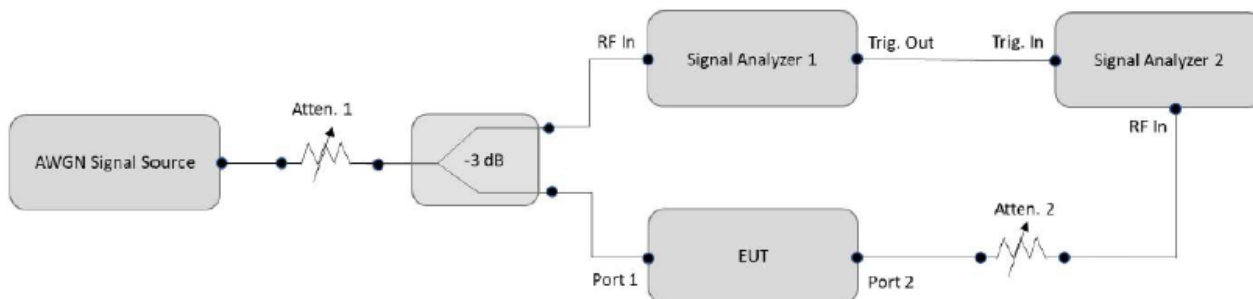 RF In
Signal Analyzer 1
Trig. Out
Trig. In
Signal Analyzer 2
RF In
Atten. 1
AWGN Signal Source
-3 dB
Atten. 2
EUT
Port 1
Port 2